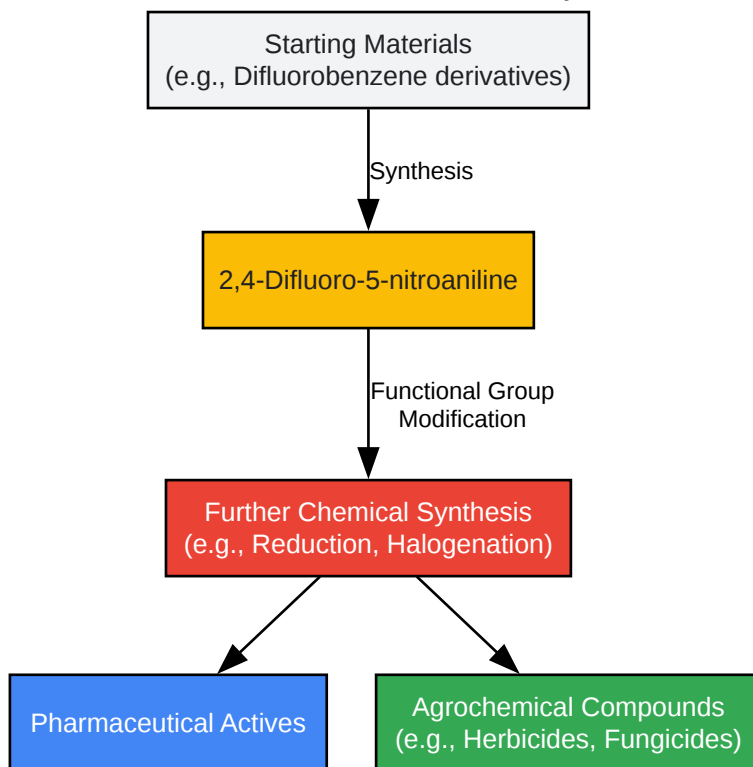 Starting Materials
(e.g., Difluorobenzene derivatives)
Synthesis
2,4-Difluoro-5-nitroaniline
Functional Group
Modification
Further Chemical Synthesis
(e.g., Reduction, Halogenation)
Pharmaceutical Actives
Agrochemical Compounds
(e.g., Herbicides, Fungicides)